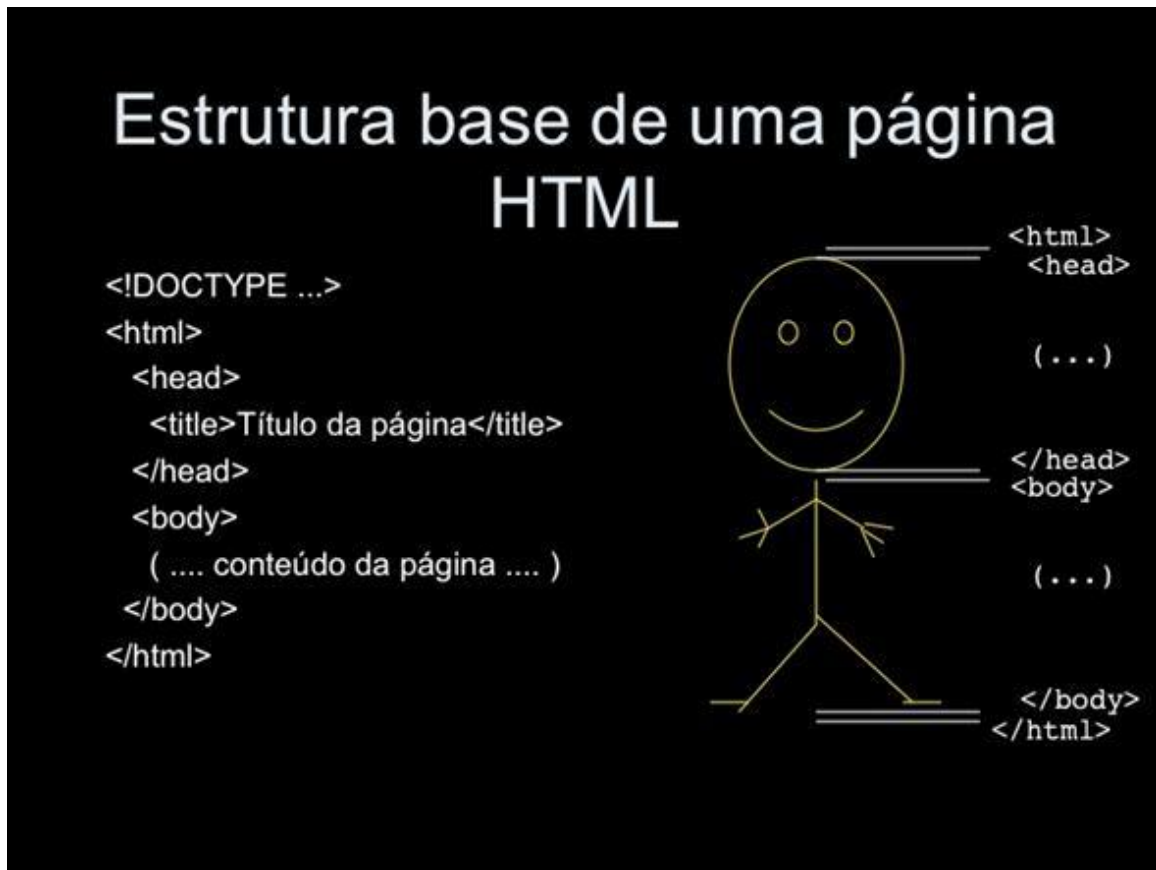 Estrutura base de uma página
HTML
<!DOCTYPE ...>
<html>
<head>
<title>Título da página</title>
</head>
<body>
( .... conteúdo da página .... )
</body>
</html>
<html>
<head>
(...)
</head>
<body>
(...)
</body>
</html>